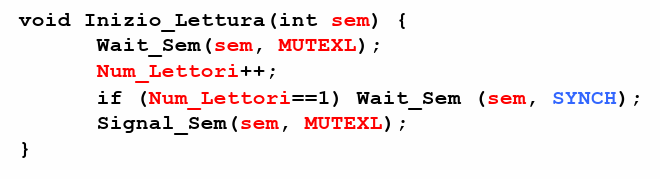 void Inizio_Lettura(int sem) {
Wait_Sem(sem, MUTEXL);
Num_Lettori++;
if (Num_Lettori==1) Wait_Sem (sem, SYNCH);
Signal_Sem(sem, MUTEXL);
}